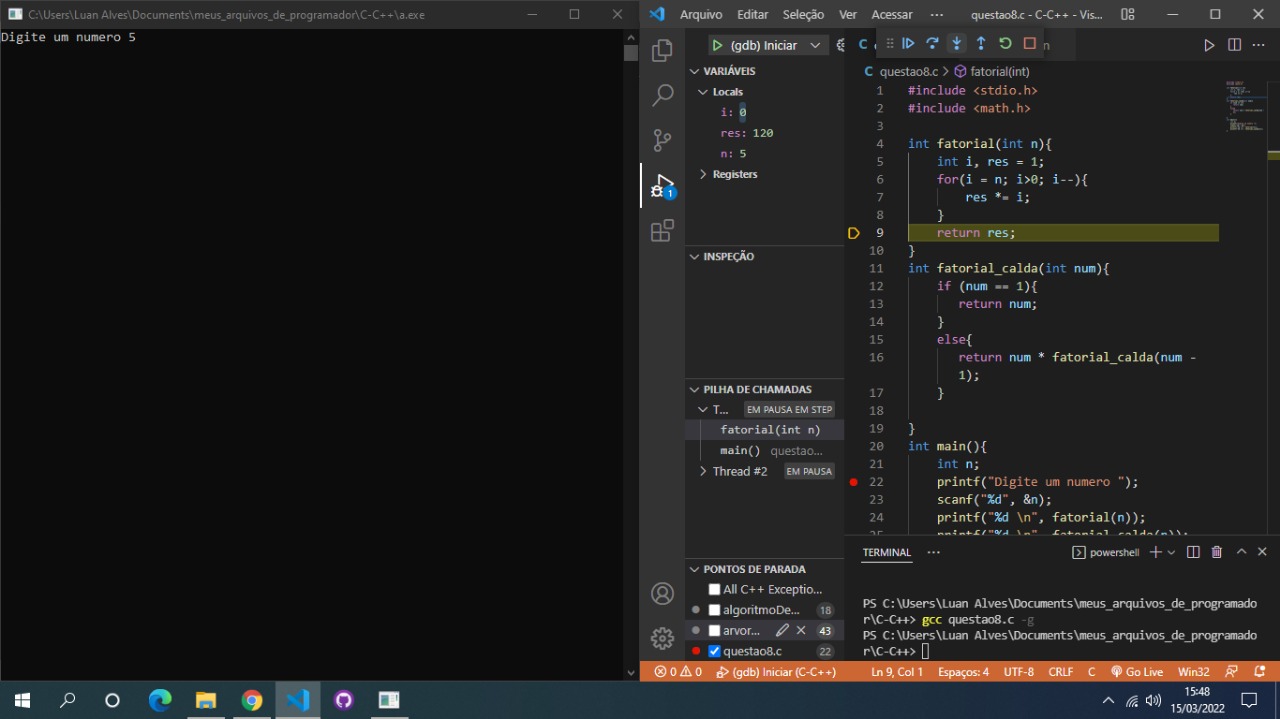 C:\Users\Luan Alves\Documents\meus_arquivos_de_programador\C-C++\a.exe
Digite um numero 5
Arquivo Editar Seleção Ver Acessar ··· questao8.c - C-C++ - Vis...
(gdb) Iniciar
VARIÁVEIS
Locals
i: 0
res: 120
n: 5
Registers
INSPEÇÃO
PILHA DE CHAMADAS
T... EM PAUSA EM STEP
fatorial(int n)
main() questao...
Thread #2 EM PAUSA
PONTOS DE PARADA
All C++ Exceptio...
algoritmoDe... 18
arvor... 43
questao8.c 22
1
C questao8.c > fatorial(int)
1 #include <stdio.h>
2 #include <math.h>
3
4 int fatorial(int n){
5 int i, res = 1;
6 for(i = n; i>0; i--){
7 res *= i;
8 }
9 return res;
10 }
11 int fatorial_calda(int num){
12 if (num == 1){
13 return num;
14 }
15 else{
16 return num * fatorial_calda(num -
1);
17 }
18
19 }
20 int main(){
21 int n;
22 printf("Digite um numero ");
23 scanf("%d", &n);
24 printf("%d \n", fatorial(n));
25 printf("%d \n", fatorial_calda(n));
TERMINAL ··· powershell
PS C:\Users\Luan Alves\Documents\meus_arquivos_de_programado
r\C-C++> gcc questao8.c -g
PS C:\Users\Luan Alves\Documents\meus_arquivos_de_programado
r\C-C++>
0 0 (gdb) Iniciar (C-C++) Ln 9, Col 1 Espaços: 4 UTF-8 CRLF C Go Live Win32
15:48
15/03/2022